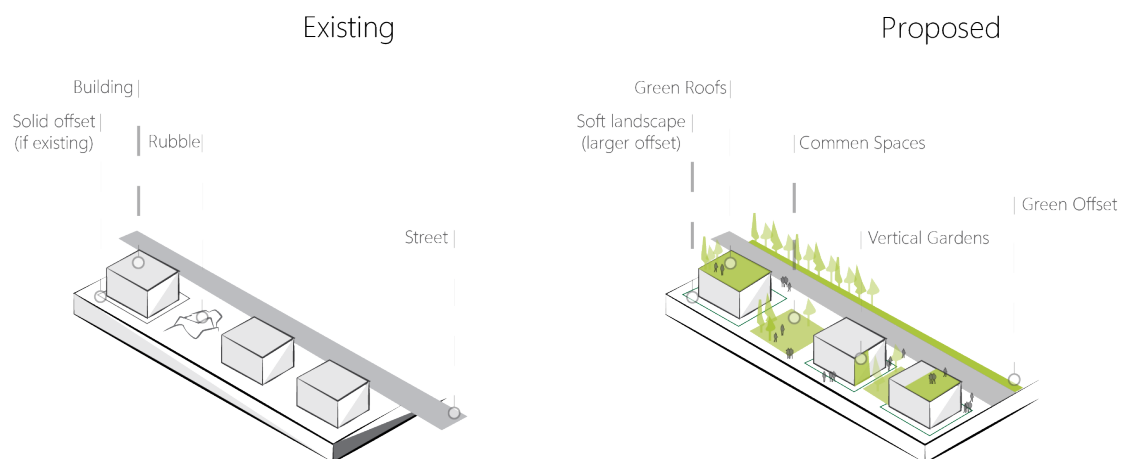 Existing
Proposed
Building
Solid offset
(if existing)
Rubble
Street
Green Roofs
Soft landscape
(larger offset)
Commen Spaces
Green Offset
Vertical Gardens